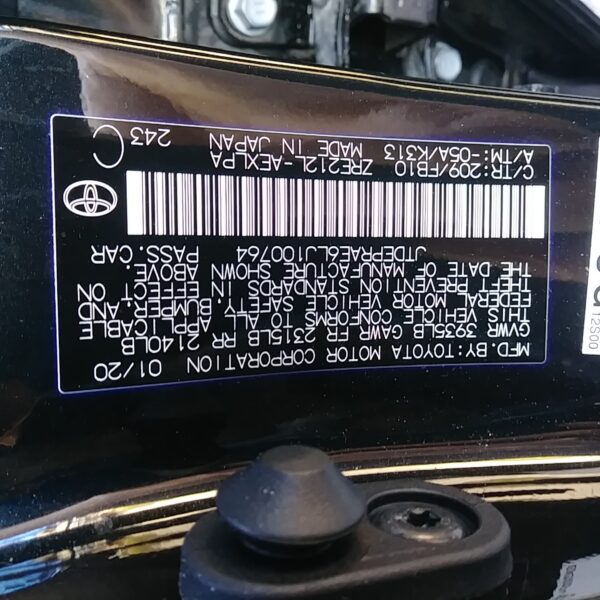 MFD. BY: TOYOTA MOTOR CORPORATION 01/20
GVWR 3935LB GAWR FR 2315LB RR 2140LB
THIS VEHICLE CONFORMS TO ALL APPLICABLE
FEDERAL MOTOR VEHICLE SAFETY, BUMPER, AND
THEFT PREVENTION STANDARDS IN EFFECT ON
THE DATE OF MANUFACTURE SHOWN ABOVE.
JTDEPRAE6LJ100764 PASS. CAR
C/TR: 209/FB10 ZRE212L-AEXLPA
A/TM: -05A/K313 MADE IN JAPAN 243
12S00